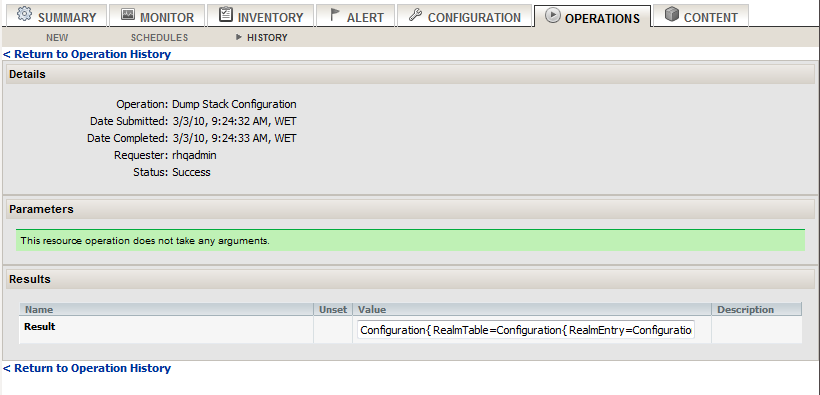 SUMMARY MONITOR INVENTORY ALERT CONFIGURATION OPERATIONS CONTENT
NEW SCHEDULES HISTORY
< Return to Operation History
Details
Operation: Dump Stack Configuration
Date Submitted: 3/3/10, 9:24:32 AM, WET
Date Completed: 3/3/10, 9:24:33 AM, WET
Requester: rhqadmin
Status: Success
Parameters
This resource operation does not take any arguments.
Results
Name Unset Value Description
Result Configuration{ RealmTable=Configuration{ RealmEntry=Configuratio
< Return to Operation History